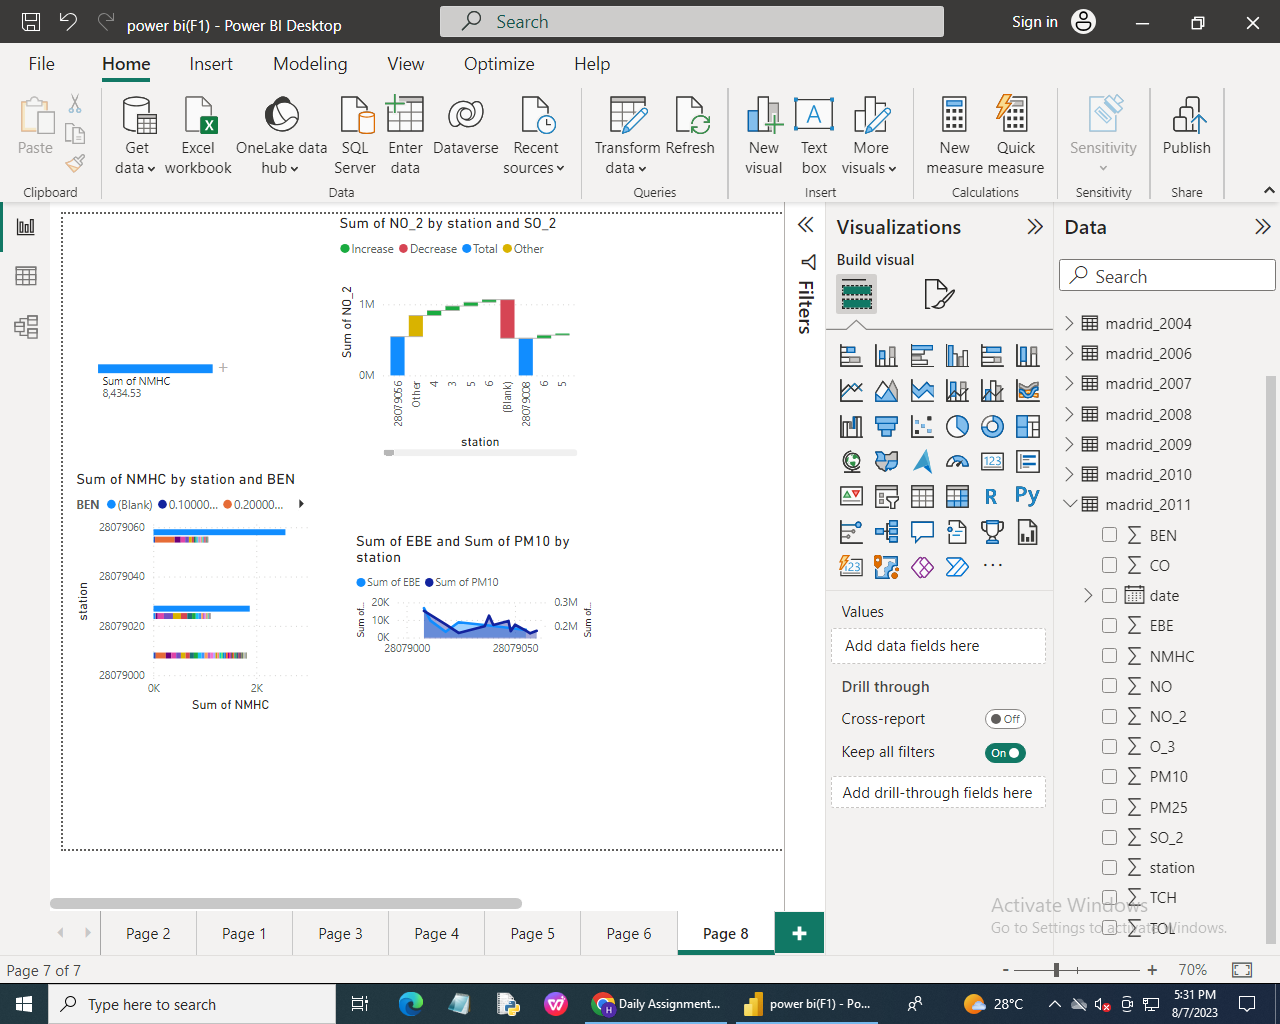 power bi(F1) - Power BI Desktop
Search
Sign in
File
Home
Insert
Modeling
View
Optimize
Help
Paste
Get data
Excel workbook
OneLake data hub
SQL Server
Enter data
Dataverse
Recent sources
Transform data
Refresh
New visual
Text box
More visuals
New measure
Quick measure
Sensitivity
Publish
Clipboard
Data
Queries
Insert
Calculations
Sensitivity
Share
Sum of NMHC
8,434.53
Sum of NO_2 by station and SO_2
Increase Decrease Total Other
Sum of NO_2
1M
0M
28079056
Other
4
3
5
6
(Blank)
28079008
6
5
station
Sum of NMHC by station and BEN
BEN (Blank) 0.10000... 0.20000...
station
28079060
28079040
28079020
28079000
0K 2K
Sum of NMHC
Sum of EBE and Sum of PM10 by
station
Sum of EBE Sum of PM10
Sum of...
20K
10K
0K
0.3M
0.2M
Sum of...
28079000 28079050
Filters
Visualizations
Build visual
123
R
Py
123
Values
Add data fields here
Drill through
Cross-report Off
Keep all filters On
Add drill-through fields here
Data
Search
madrid_2004
madrid_2006
madrid_2007
madrid_2008
madrid_2009
madrid_2010
madrid_2011
BEN
CO
date
EBE
NMHC
NO
NO_2
O_3
PM10
PM25
SO_2
station
TCH
TOL
Activate Windows
Go to Settings to activate Windows.
Page 2
Page 1
Page 3
Page 4
Page 5
Page 6
Page 8
Page 7 of 7
70%
Type here to search
Daily Assignment...
power bi(F1) - Po...
28°C
5:31 PM
8/7/2023